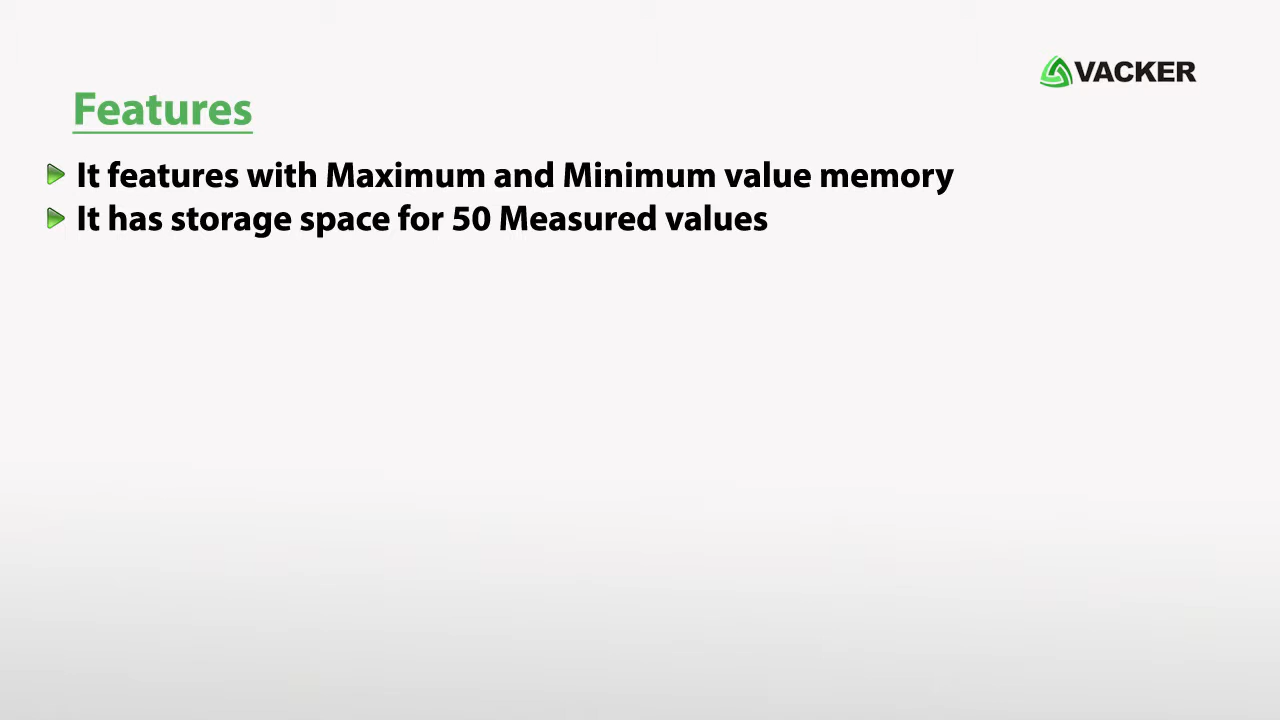 VACKER
Features
It features with Maximum and Minimum value memory
It has storage space for 50 Measured values